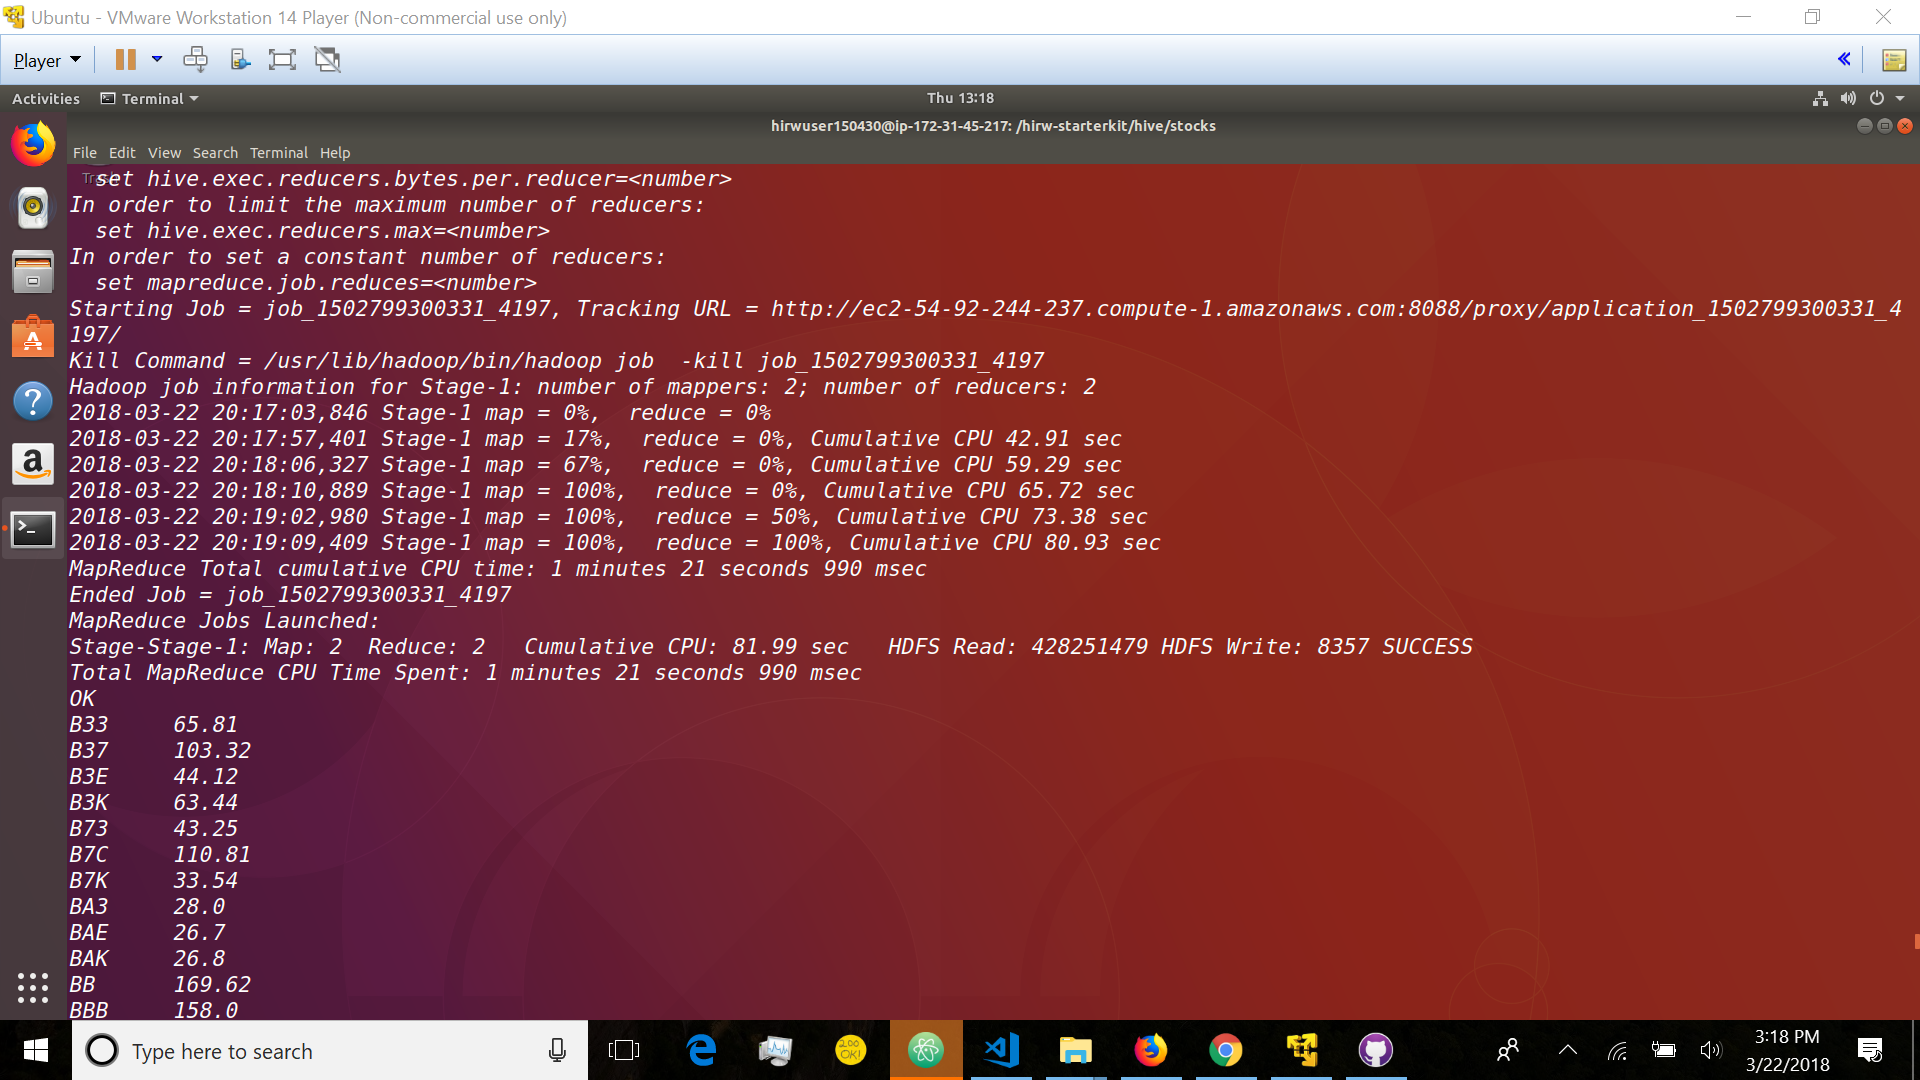 Ubuntu - VMware Workstation 14 Player (Non-commercial use only)
Player
Activities Terminal Thu 13:18
hirwuser150430@ip-172-31-45-217: /hirw-starterkit/hive/stocks
File Edit View Search Terminal Help
  set hive.exec.reducers.bytes.per.reducer=<number>
In order to limit the maximum number of reducers:
  set hive.exec.reducers.max=<number>
In order to set a constant number of reducers:
  set mapreduce.job.reduces=<number>
Starting Job = job_1502799300331_4197, Tracking URL = http://ec2-54-92-244-237.compute-1.amazonaws.com:8088/proxy/application_1502799300331_4
197/
Kill Command = /usr/lib/hadoop/bin/hadoop job  -kill job_1502799300331_4197
Hadoop job information for Stage-1: number of mappers: 2; number of reducers: 2
2018-03-22 20:17:03,846 Stage-1 map = 0%,  reduce = 0%
2018-03-22 20:17:57,401 Stage-1 map = 17%,  reduce = 0%, Cumulative CPU 42.91 sec
2018-03-22 20:18:06,327 Stage-1 map = 67%,  reduce = 0%, Cumulative CPU 59.29 sec
2018-03-22 20:18:10,889 Stage-1 map = 100%,  reduce = 0%, Cumulative CPU 65.72 sec
2018-03-22 20:19:02,980 Stage-1 map = 100%,  reduce = 50%, Cumulative CPU 73.38 sec
2018-03-22 20:19:09,409 Stage-1 map = 100%,  reduce = 100%, Cumulative CPU 80.93 sec
MapReduce Total cumulative CPU time: 1 minutes 21 seconds 990 msec
Ended Job = job_1502799300331_4197
MapReduce Jobs Launched:
Stage-Stage-1: Map: 2  Reduce: 2   Cumulative CPU: 81.99 sec   HDFS Read: 428251479 HDFS Write: 8357 SUCCESS
Total MapReduce CPU Time Spent: 1 minutes 21 seconds 990 msec
OK
B33     65.81
B37     103.32
B3E     44.12
B3K     63.44
B73     43.25
B7C     110.81
B7K     33.54
BA3     28.0
BAE     26.7
BAK     26.8
BB      169.62
BBB     158.0
Type here to search
200 OK!
3:18 PM
3/22/2018